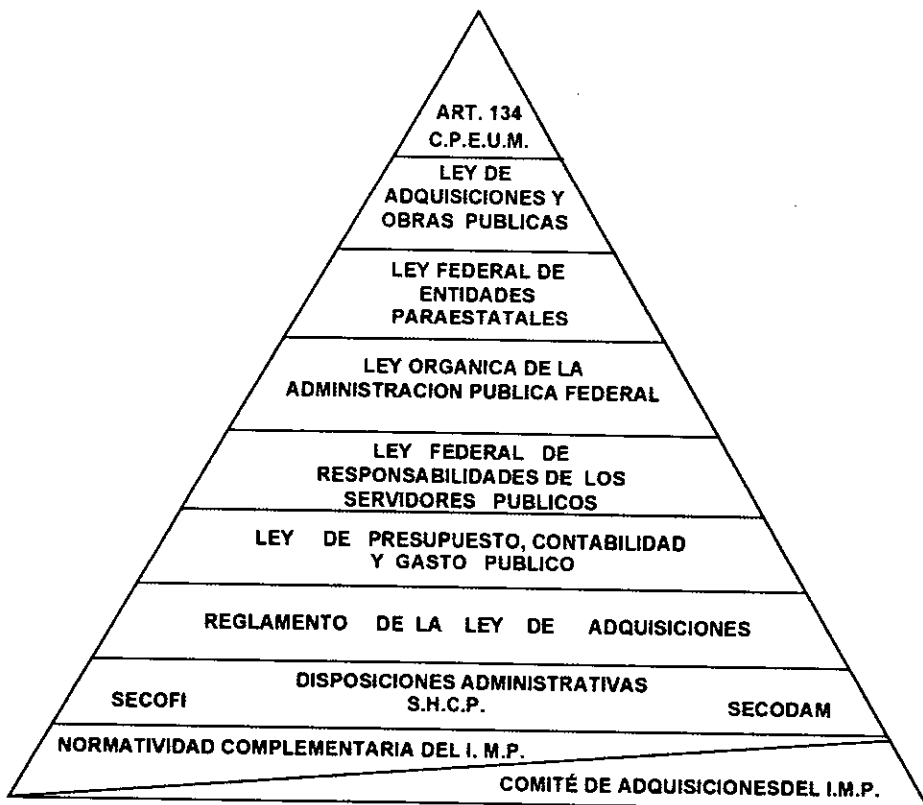 ART. 134
C.P.E.U.M.
LEY DE
ADQUISICIONES Y
OBRAS PUBLICAS
LEY FEDERAL DE
ENTIDADES
PARAESTATALES
LEY ORGANICA DE LA
ADMINISTRACION PUBLICA FEDERAL
LEY FEDERAL DE
RESPONSABILIDADES DE LOS
SERVIDORES PUBLICOS
LEY DE PRESUPUESTO, CONTABILIDAD
Y GASTO PUBLICO
REGLAMENTO DE LA LEY DE ADQUISICIONES
DISPOSICIONES ADMINISTRATIVAS
SECOFI S.H.C.P. SECODAM
NORMATIVIDAD COMPLEMENTARIA DEL I. M.P.
COMITÉ DE ADQUISICIONESDEL I.M.P.